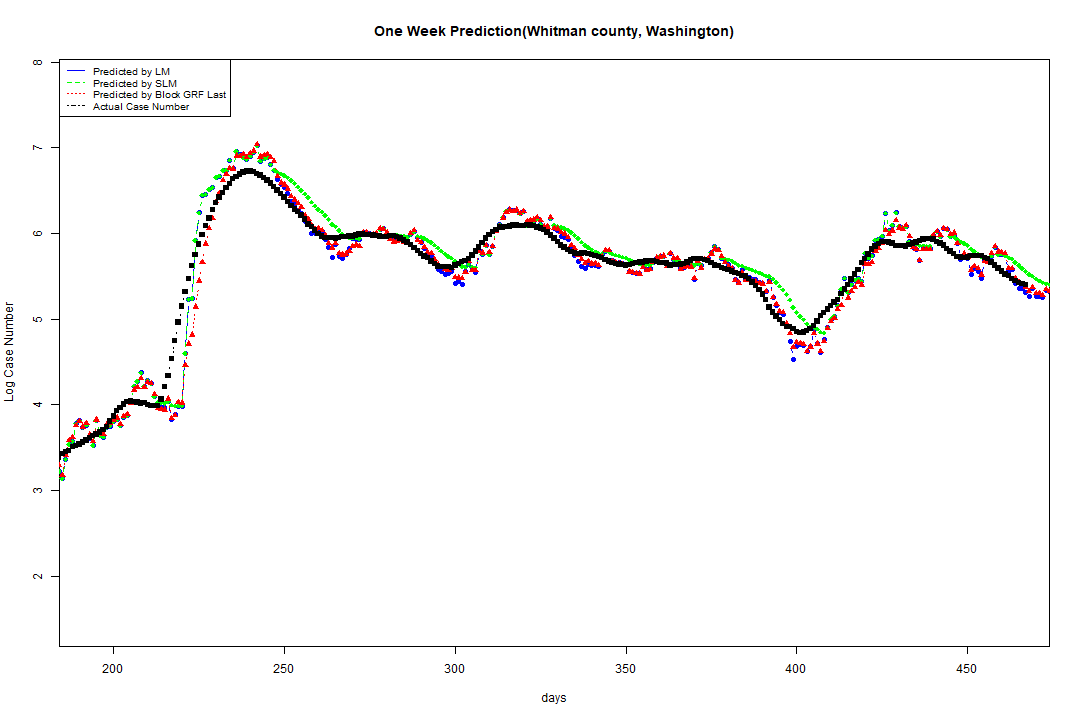 One Week Prediction(Whitman county, Washington)
Predicted by LM
Predicted by SLM
Predicted by Block GRF Last
Actual Case Number
8
7
6
5
4
3
2
Log Case Number
200 250 300 350 400 450
days